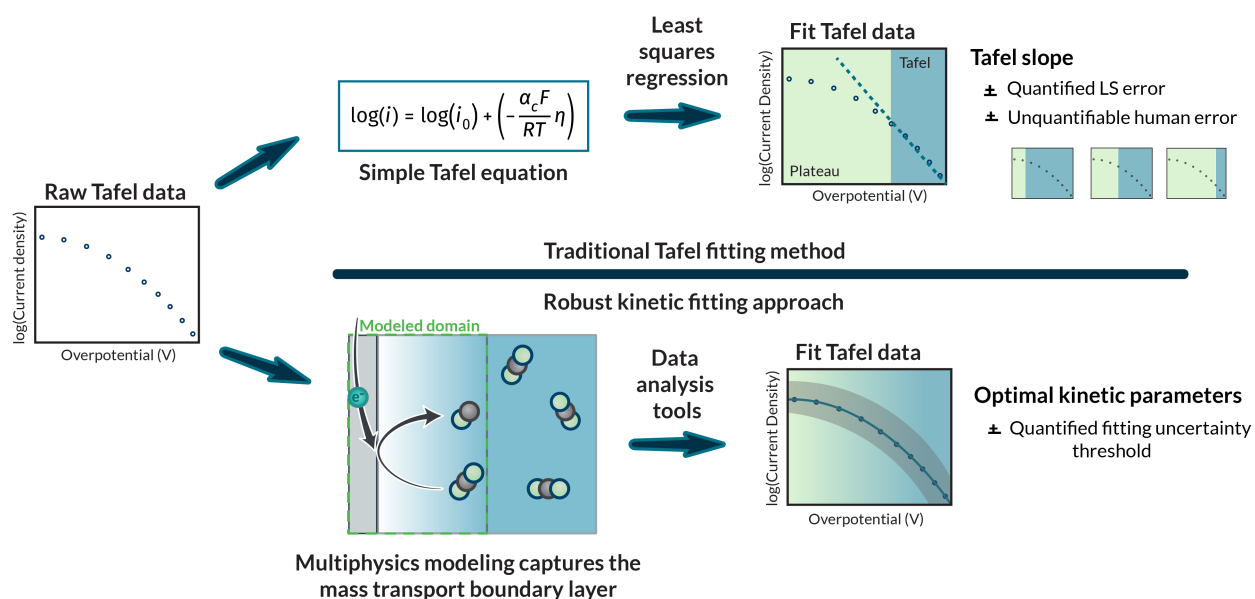 Raw Tafel data
log(Current density)
Overpotential (V)
log(i) = log(i₀) + (−α꜀F/RT η)
Simple Tafel equation
Least
squares
regression
Fit Tafel data
log(Current Density)
Tafel
Plateau
Overpotential (V)
Tafel slope
± Quantified LS error
± Unquantifiable human error
Traditional Tafel fitting method
Robust kinetic fitting approach
Modeled domain
e⁻
Multiphysics modeling captures the
mass transport boundary layer
Data
analysis
tools
Fit Tafel data
log(Current Density)
Overpotential (V)
Optimal kinetic parameters
± Quantified fitting uncertainty
threshold